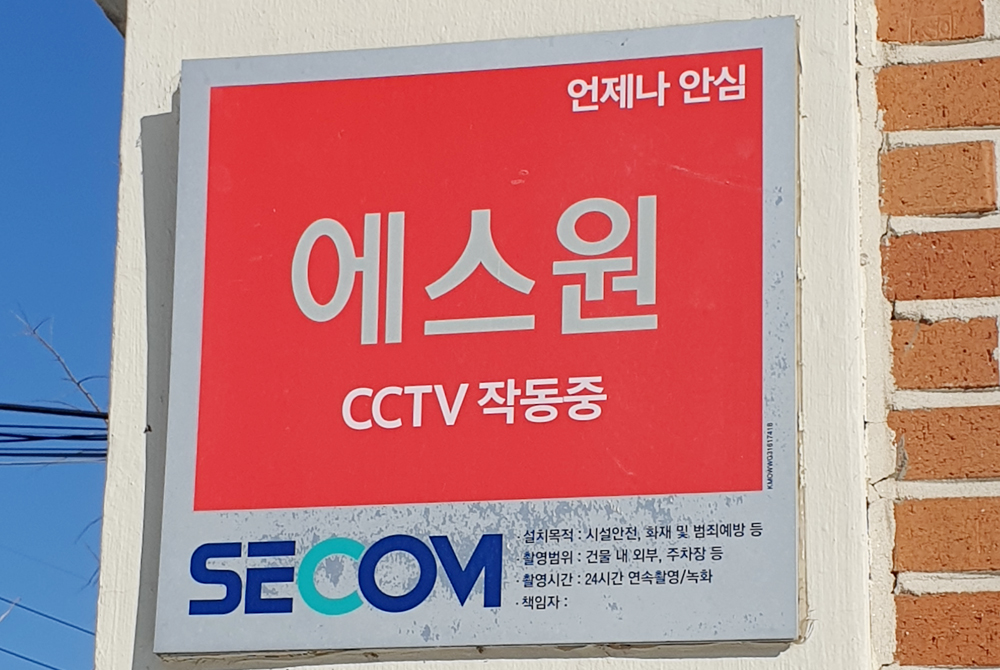 언제나 안심
에스원
CCTV 작동중
SECOM
· 설치목적 : 시설안전, 화재 및 범죄예방 등
· 촬영범위 : 건물 내 외부, 주차장 등
· 촬영시간 : 24시간 연속촬영/녹화
· 책임자 :